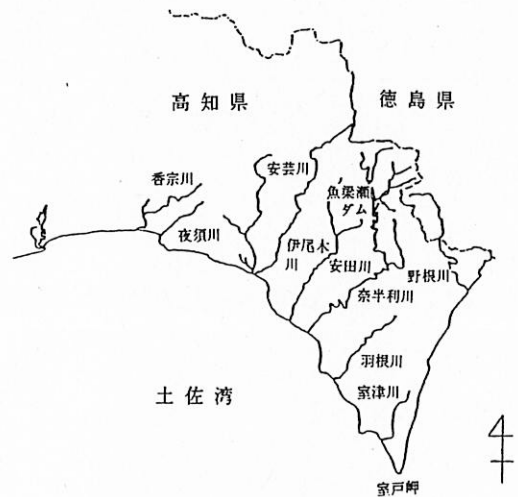 高知県
徳島県
香宗川
安芸川
魚梁瀬
ダム
夜須川
伊尾木
川
安田川
野根川
奈半利川
羽根川
土佐湾
室津川
室戸岬